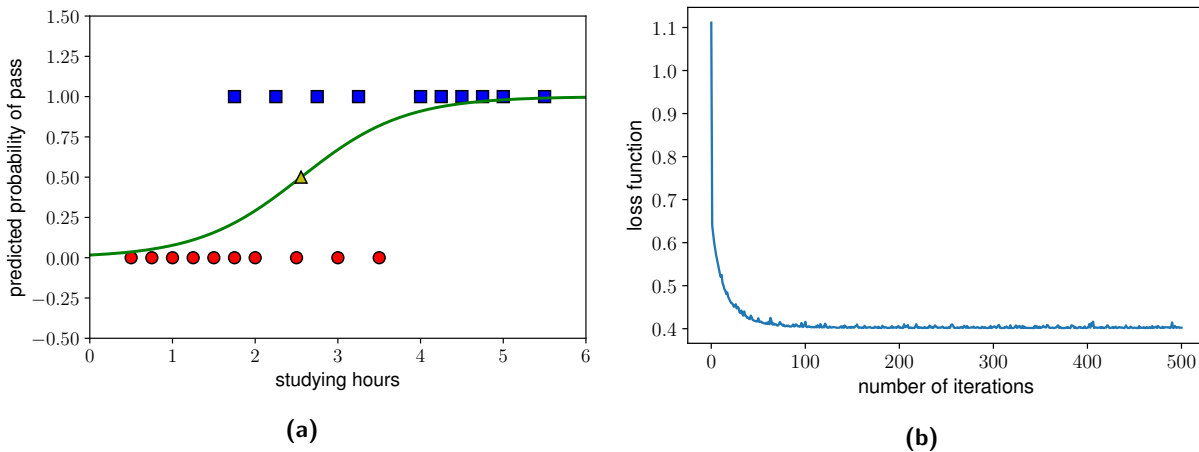 1.50
1.25
1.00
0.75
0.50
0.25
0.00
−0.25
−0.50
predicted probability of pass
0 1 2 3 4 5 6
studying hours
(a)
1.1
1.0
0.9
0.8
0.7
0.6
0.5
0.4
loss function
0 100 200 300 400 500
number of iterations
(b)